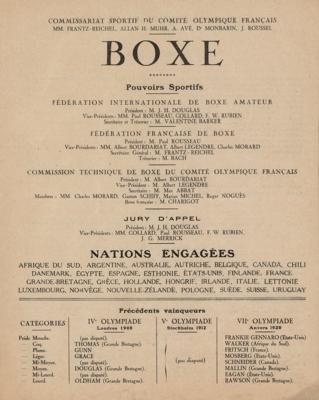 COMMISSARIAT SPORTIF DU COMITÉ OLYMPIQUE FRANÇAIS
MM. FRANTZ-REICHEL, ALLAN H. MUHR, A. AVÉ, Dr MONBARIN, J. ROUSSEL
BOXE
Pouvoirs Sportifs
FÉDÉRATION INTERNATIONALE DE BOXE AMATEUR
Président : M. J. H. DOUGLAS
Vice-Présidents : MM. Paul ROUSSEAU, COLLARD, F. W. RUBIEN
Secrétaire et Trésorier : M. VALENTINE BARKER
FÉDÉRATION FRANÇAISE DE BOXE
Président : M. Paul ROUSSEAU
Vice-Présidents : MM. Albert BOURDARIAT, Albert LEGENDRE, Charles MORARD
Secrétaire Général : M. FRANTZ-REICHEL
Trésorier : M. RACH
COMMISSION TECHNIQUE DE BOXE DU COMITÉ OLYMPIQUE FRANÇAIS
Président : M. Albert BOURDARIAT
Vice-Président : M. Albert LEGENDRE
Secrétaire : M. Max ABBAT
Membres : MM. Charles MORARD, Gaston SCHIFF, Marius MICHEL, Roger NOGUÈS
Boxe française : M. CHARIGOT
JURY D'APPEL
Président : M. J. H. DOUGLAS
Vice-Présidents : MM. COLLARD, Paul ROUSSEAU, F. W. RUBIEN,
J. G. MERRICK
NATIONS ENGAGÉES
AFRIQUE DU SUD, ARGENTINE, AUSTRALIE, AUTRICHE, BELGIQUE, CANADA, CHILI
DANEMARK, ÉGYPTE, ESPAGNE, ESTHONIE, ÉTATS-UNIS, FINLANDE, FRANCE
GRANDE-BRETAGNE, GRÈCE, HOLLANDE, HONGRIE, IRLANDE, ITALIE, LETTONIE
LUXEMBOURG, NORVÈGE, NOUVELLE-ZÉLANDE, POLOGNE, SUÈDE, SUISSE, URUGUAY
Précédents vainqueurs
CATÉGORIES
IVe OLYMPIADE
Londres 1908
Ve OLYMPIADE
Stockholm 1912
VIIe OLYMPIADE
Anvers 1920
Poids Mouche. (pas disputé). FRANKIE GENNARO (Etats-Unis).
— Coq. THOMAS (Grande Bretagne). WALKER (Afrique du Sud).
— Plume. GUNN FRITSCH (France).
— Léger. GRACE MOSBERG (Etats-Unis).
— Mi-Moyen. (pas disputé). (pas disputé) SCHNEIDER (Canada).
— Moyen. DOUGLAS (Grande Bretagne). MALLIN (Grande Bretagne).
— Mi-Lourd. (pas disputé). EAGAN (Etats-Unis).
— Lourd. OLDHAM (Grande Bretagne). RAWSON (Grande Bretagne).